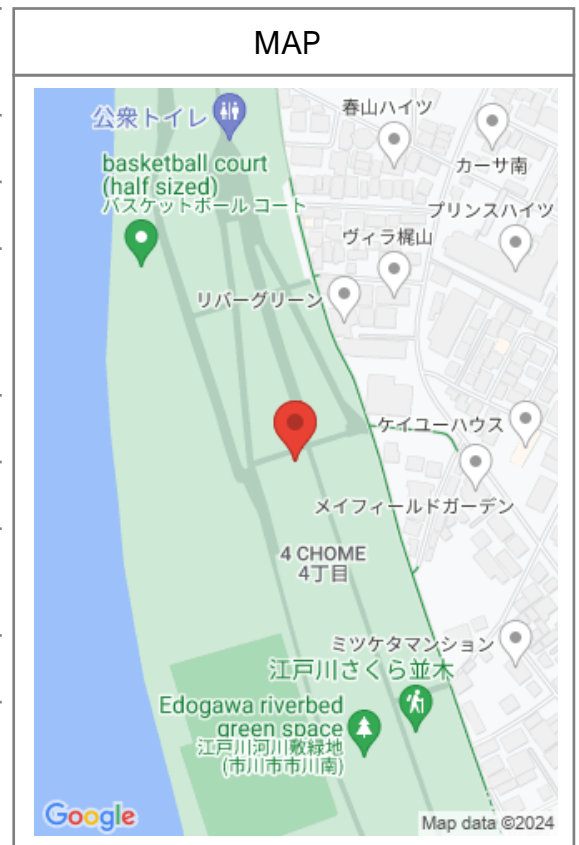 MAP
公衆トイレ
春山ハイツ
カーサ南
basketball court
(half sized)
バスケットボール コート
プリンスハイツ
ヴィラ梶山
リバーグリーン
ケイユーハウス
メイフィールドガーデン
4 CHOME
4丁目
ミツケタマンション
江戸川さくら並木
Edogawa riverbed
green space
江戸川河川敷緑地
(市川市市川南)
Google
Map data ©2024